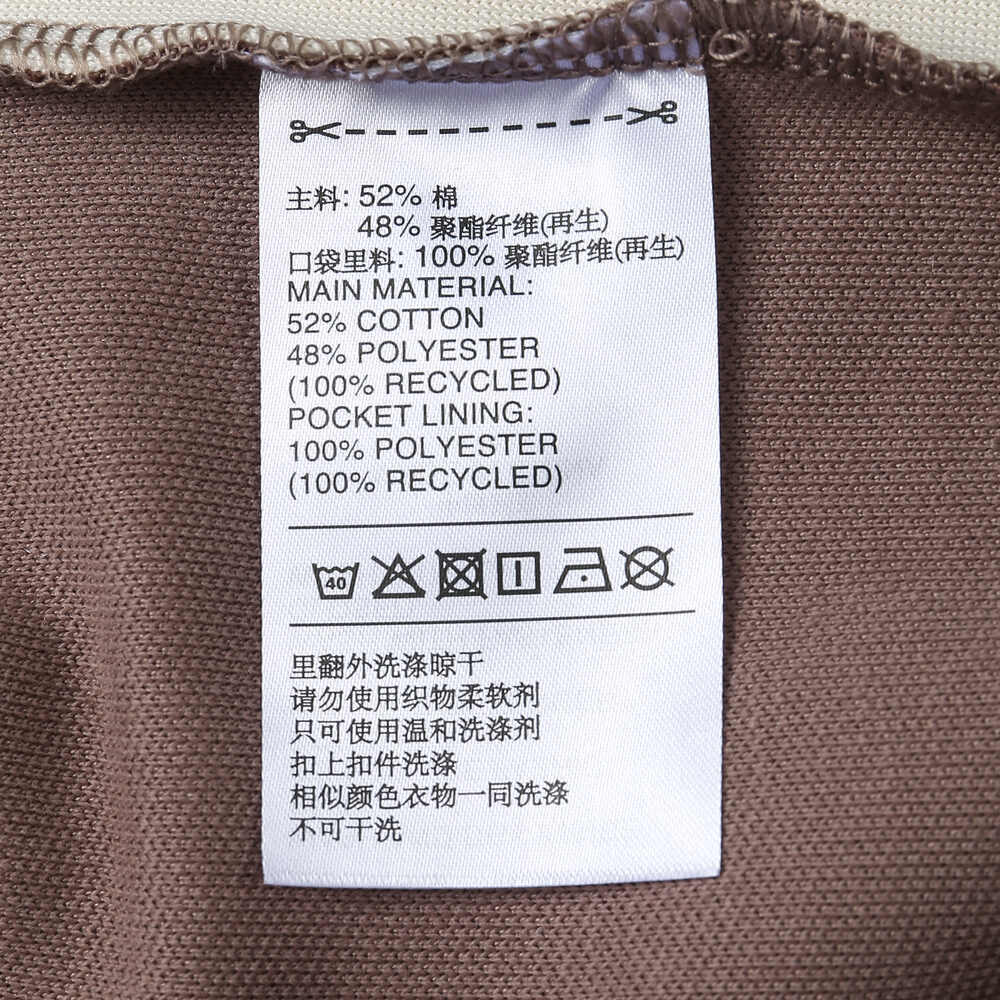 主料: 52% 棉
48% 聚酯纤维(再生)
口袋里料: 100% 聚酯纤维(再生)
MAIN MATERIAL:
52% COTTON
48% POLYESTER
(100% RECYCLED)
POCKET LINING:
100% POLYESTER
(100% RECYCLED)
40
里翻外洗涤晾干
请勿使用织物柔软剂
只可使用温和洗涤剂
扣上扣件洗涤
相似颜色衣物一同洗涤
不可干洗